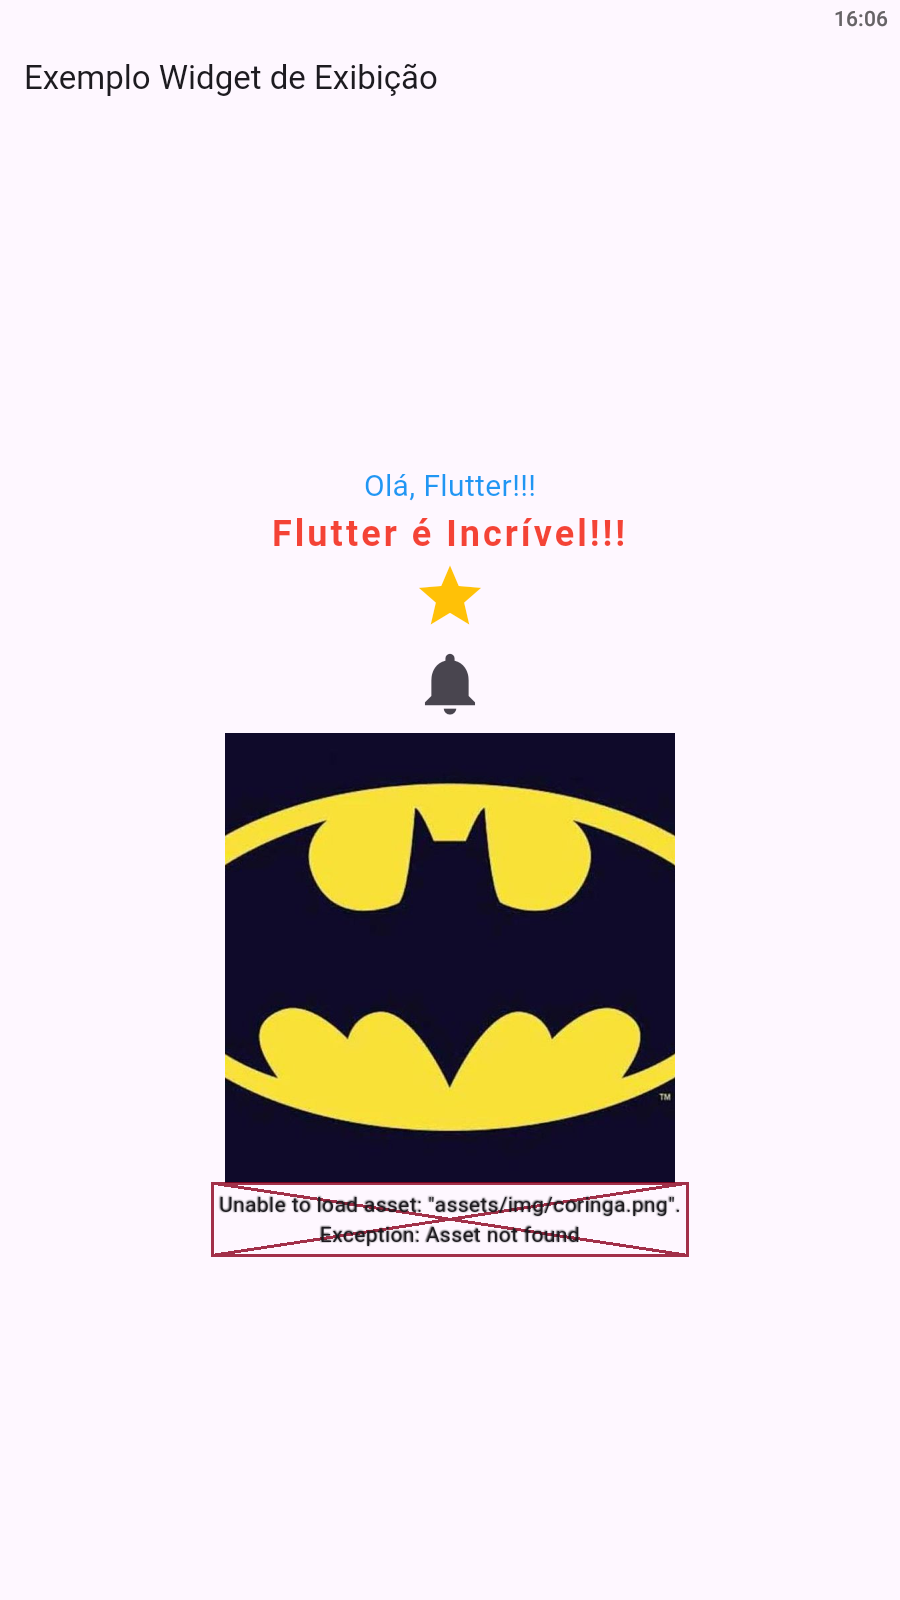 16:06
Exemplo Widget de Exibição
Olá, Flutter!!!
Flutter é Incrível!!!
TM
Unable to load asset: "assets/img/coringa.png".
Exception: Asset not found